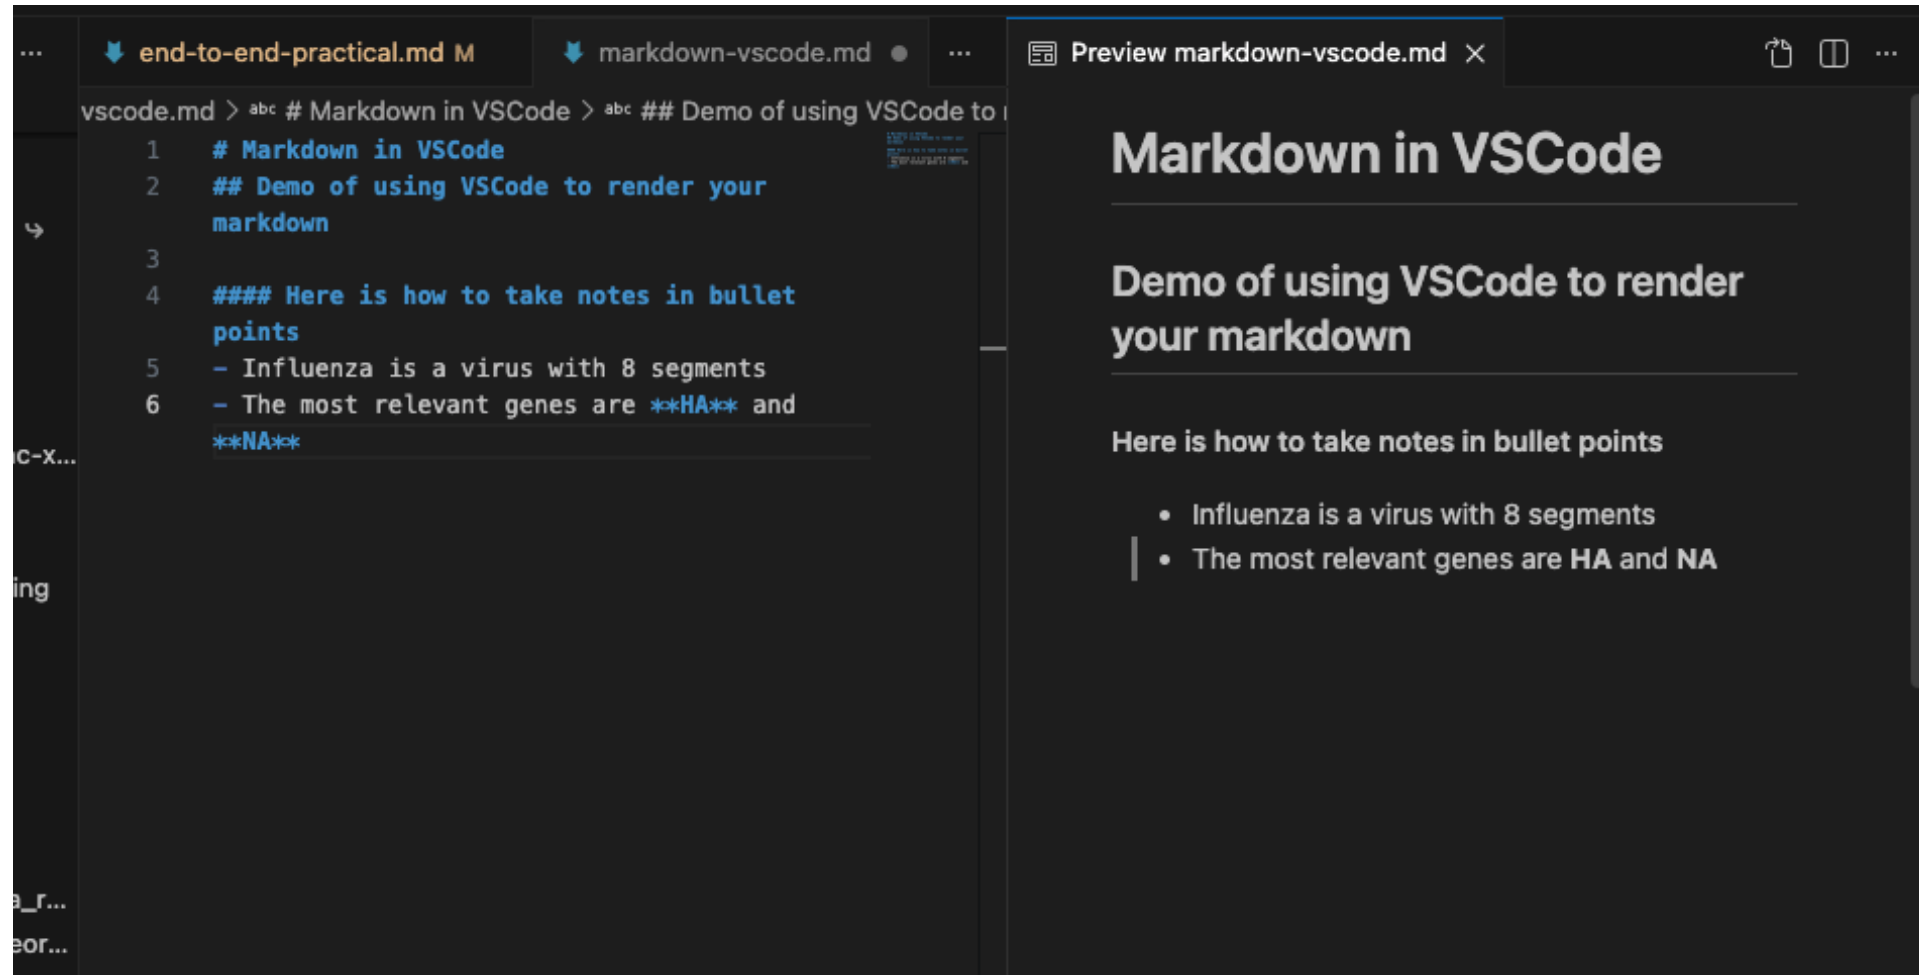 ...
end-to-end-practical.md M
markdown-vscode.md ● ...
vscode.md > abc # Markdown in VSCode > abc ## Demo of using VSCode to
1 # Markdown in VSCode
2 ## Demo of using VSCode to render your
markdown
3
4 #### Here is how to take notes in bullet
points
5 - Influenza is a virus with 8 segments
6 - The most relevant genes are **HA** and
**NA**
c-x...
ing
a_r...
eor...
Preview markdown-vscode.md ×
...
Markdown in VSCode
Demo of using VSCode to render
your markdown
Here is how to take notes in bullet points
• Influenza is a virus with 8 segments
• The most relevant genes are HA and NA